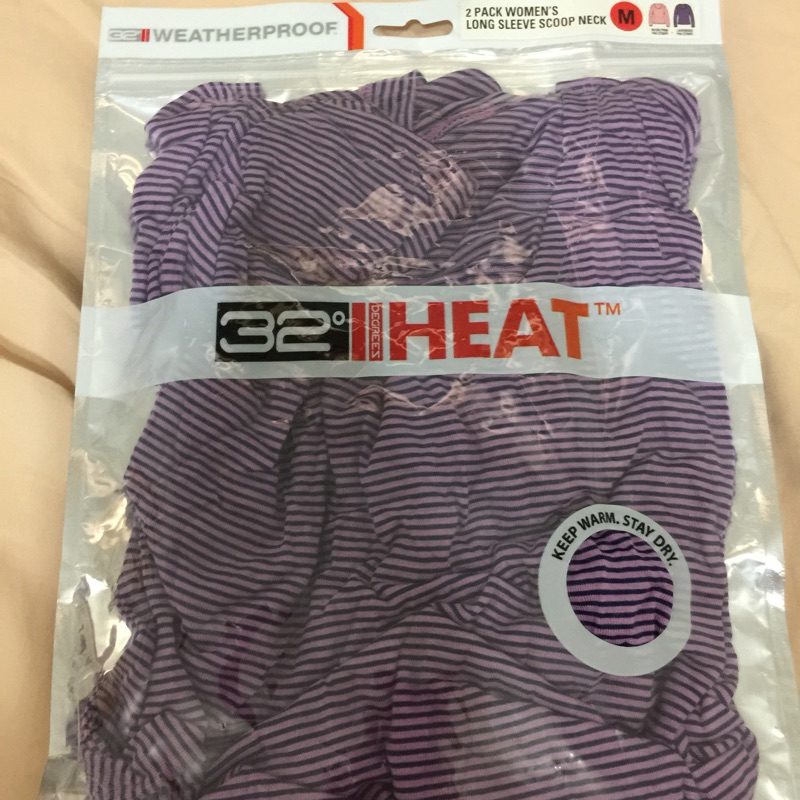 32 WEATHERPROOF
2 PACK WOMEN'S
LONG SLEEVE SCOOP NECK
M
32° DEGREES HEAT™
KEEP WARM. STAY DRY.